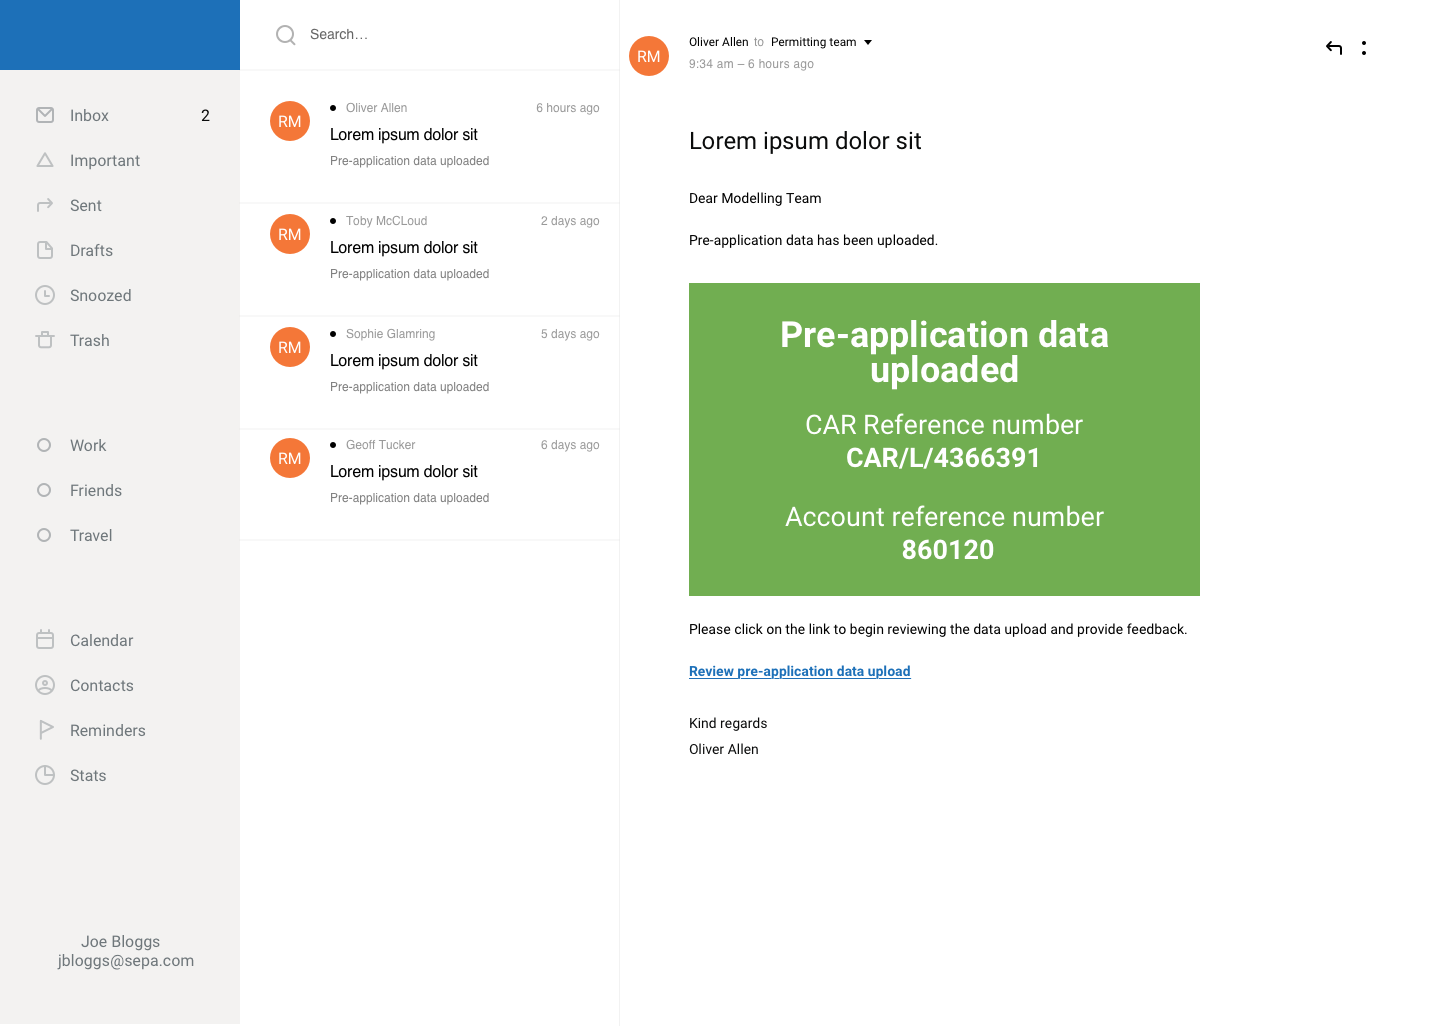 Inbox 2
Important
Sent
Drafts
Snoozed
Trash
Work
Friends
Travel
Calendar
Contacts
Reminders
Stats
Joe Bloggs
jbloggs@sepa.com
Search...
RM
Oliver Allen 6 hours ago
Lorem ipsum dolor sit
Pre-application data uploaded
RM
Toby McCLoud 2 days ago
Lorem ipsum dolor sit
Pre-application data uploaded
RM
Sophie Glamring 5 days ago
Lorem ipsum dolor sit
Pre-application data uploaded
RM
Geoff Tucker 6 days ago
Lorem ipsum dolor sit
Pre-application data uploaded
RM
Oliver Allen to Permitting team
9:34 am – 6 hours ago
Lorem ipsum dolor sit
Dear Modelling Team
Pre-application data has been uploaded.
Pre-application data
uploaded
CAR Reference number
CAR/L/4366391
Account reference number
860120
Please click on the link to begin reviewing the data upload and provide feedback.
Review pre-application data upload
Kind regards
Oliver Allen